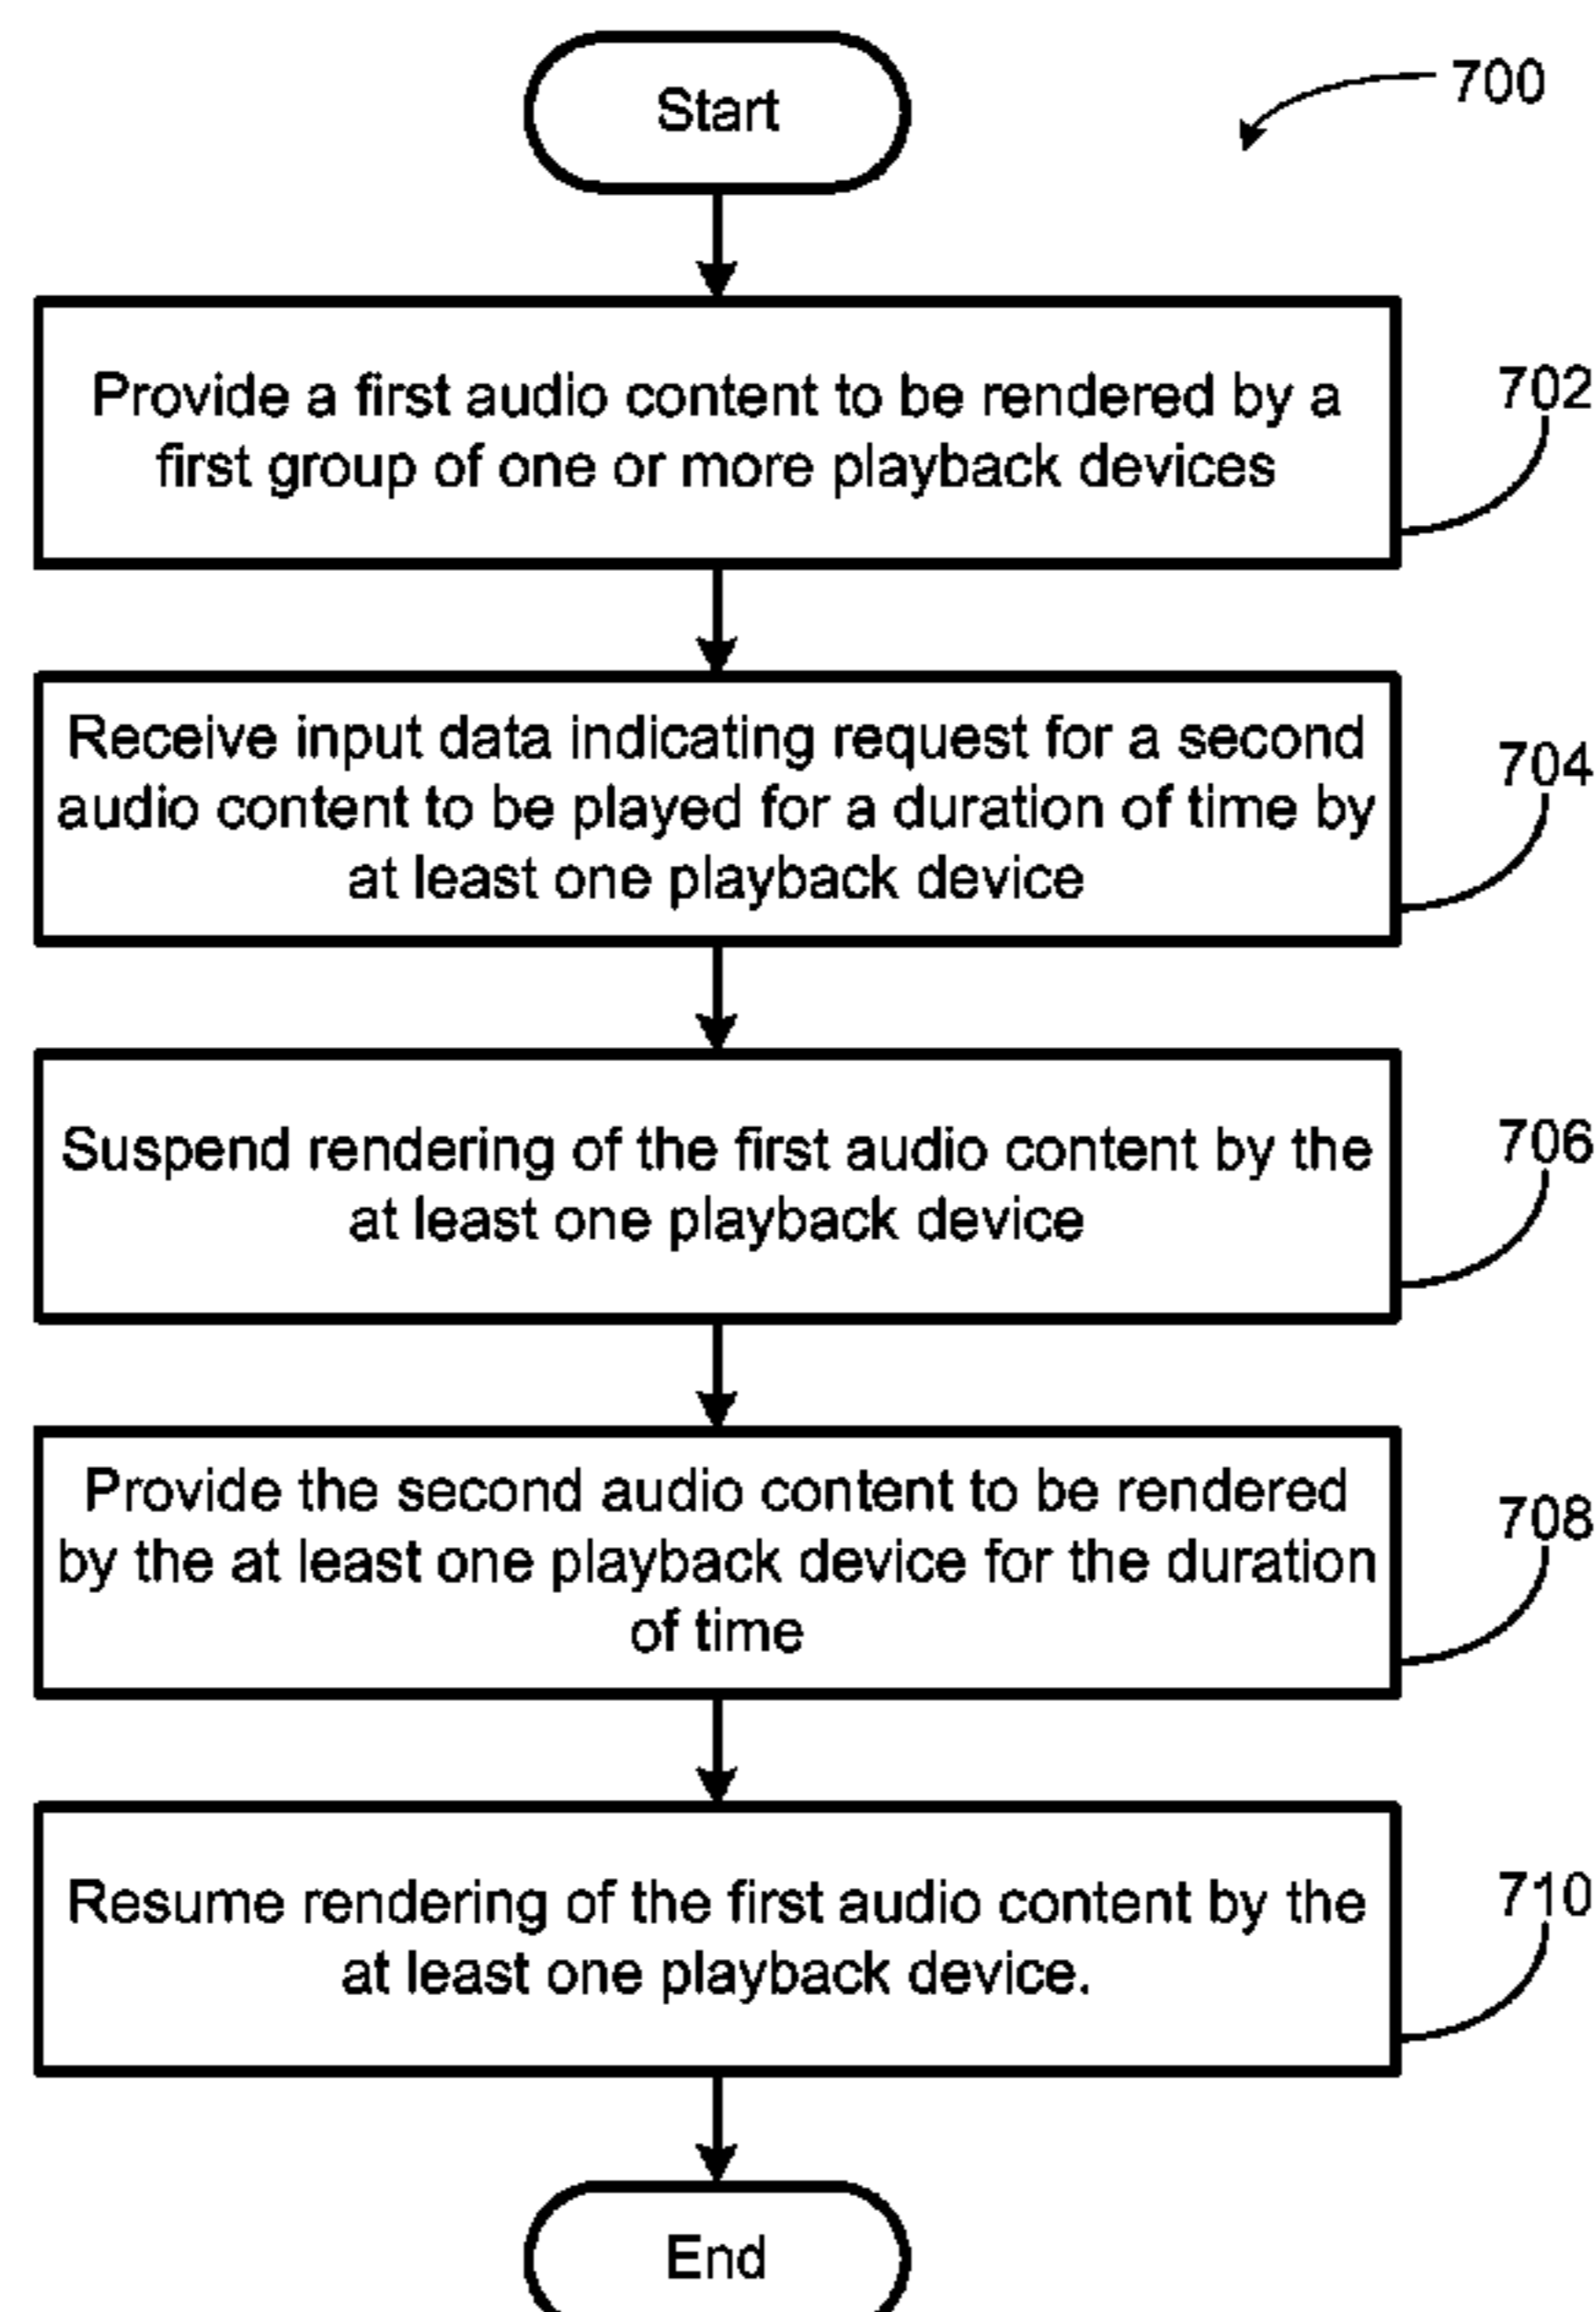 Start
700
Provide a first audio content to be rendered by a
first group of one or more playback devices
702
Receive input data indicating request for a second
audio content to be played for a duration of time by
at least one playback device
704
Suspend rendering of the first audio content by the
at least one playback device
706
Provide the second audio content to be rendered
by the at least one playback device for the duration
of time
708
Resume rendering of the first audio content by the
at least one playback device.
710
End